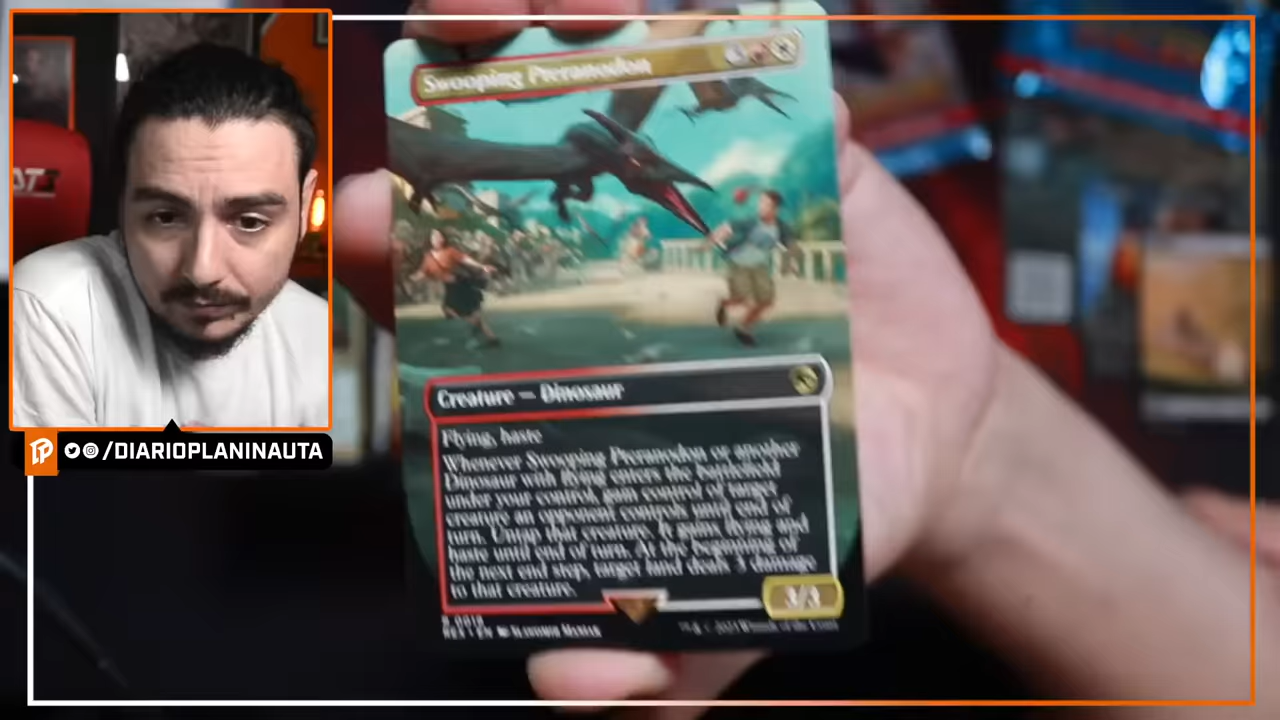 Swooping Pteranodon
Creature — Dinosaur
Flying, haste
Whenever Swooping Pteranodon or another
Dinosaur with flying enters the battlefield
under your control, gain control of target
creature an opponent controls until end of
turn. Untap that creature. It gains flying and
haste until end of turn. At the beginning of
the next end step, target land deals 3 damage
to that creature.
3/3
/DIARIOPLANINAUTA